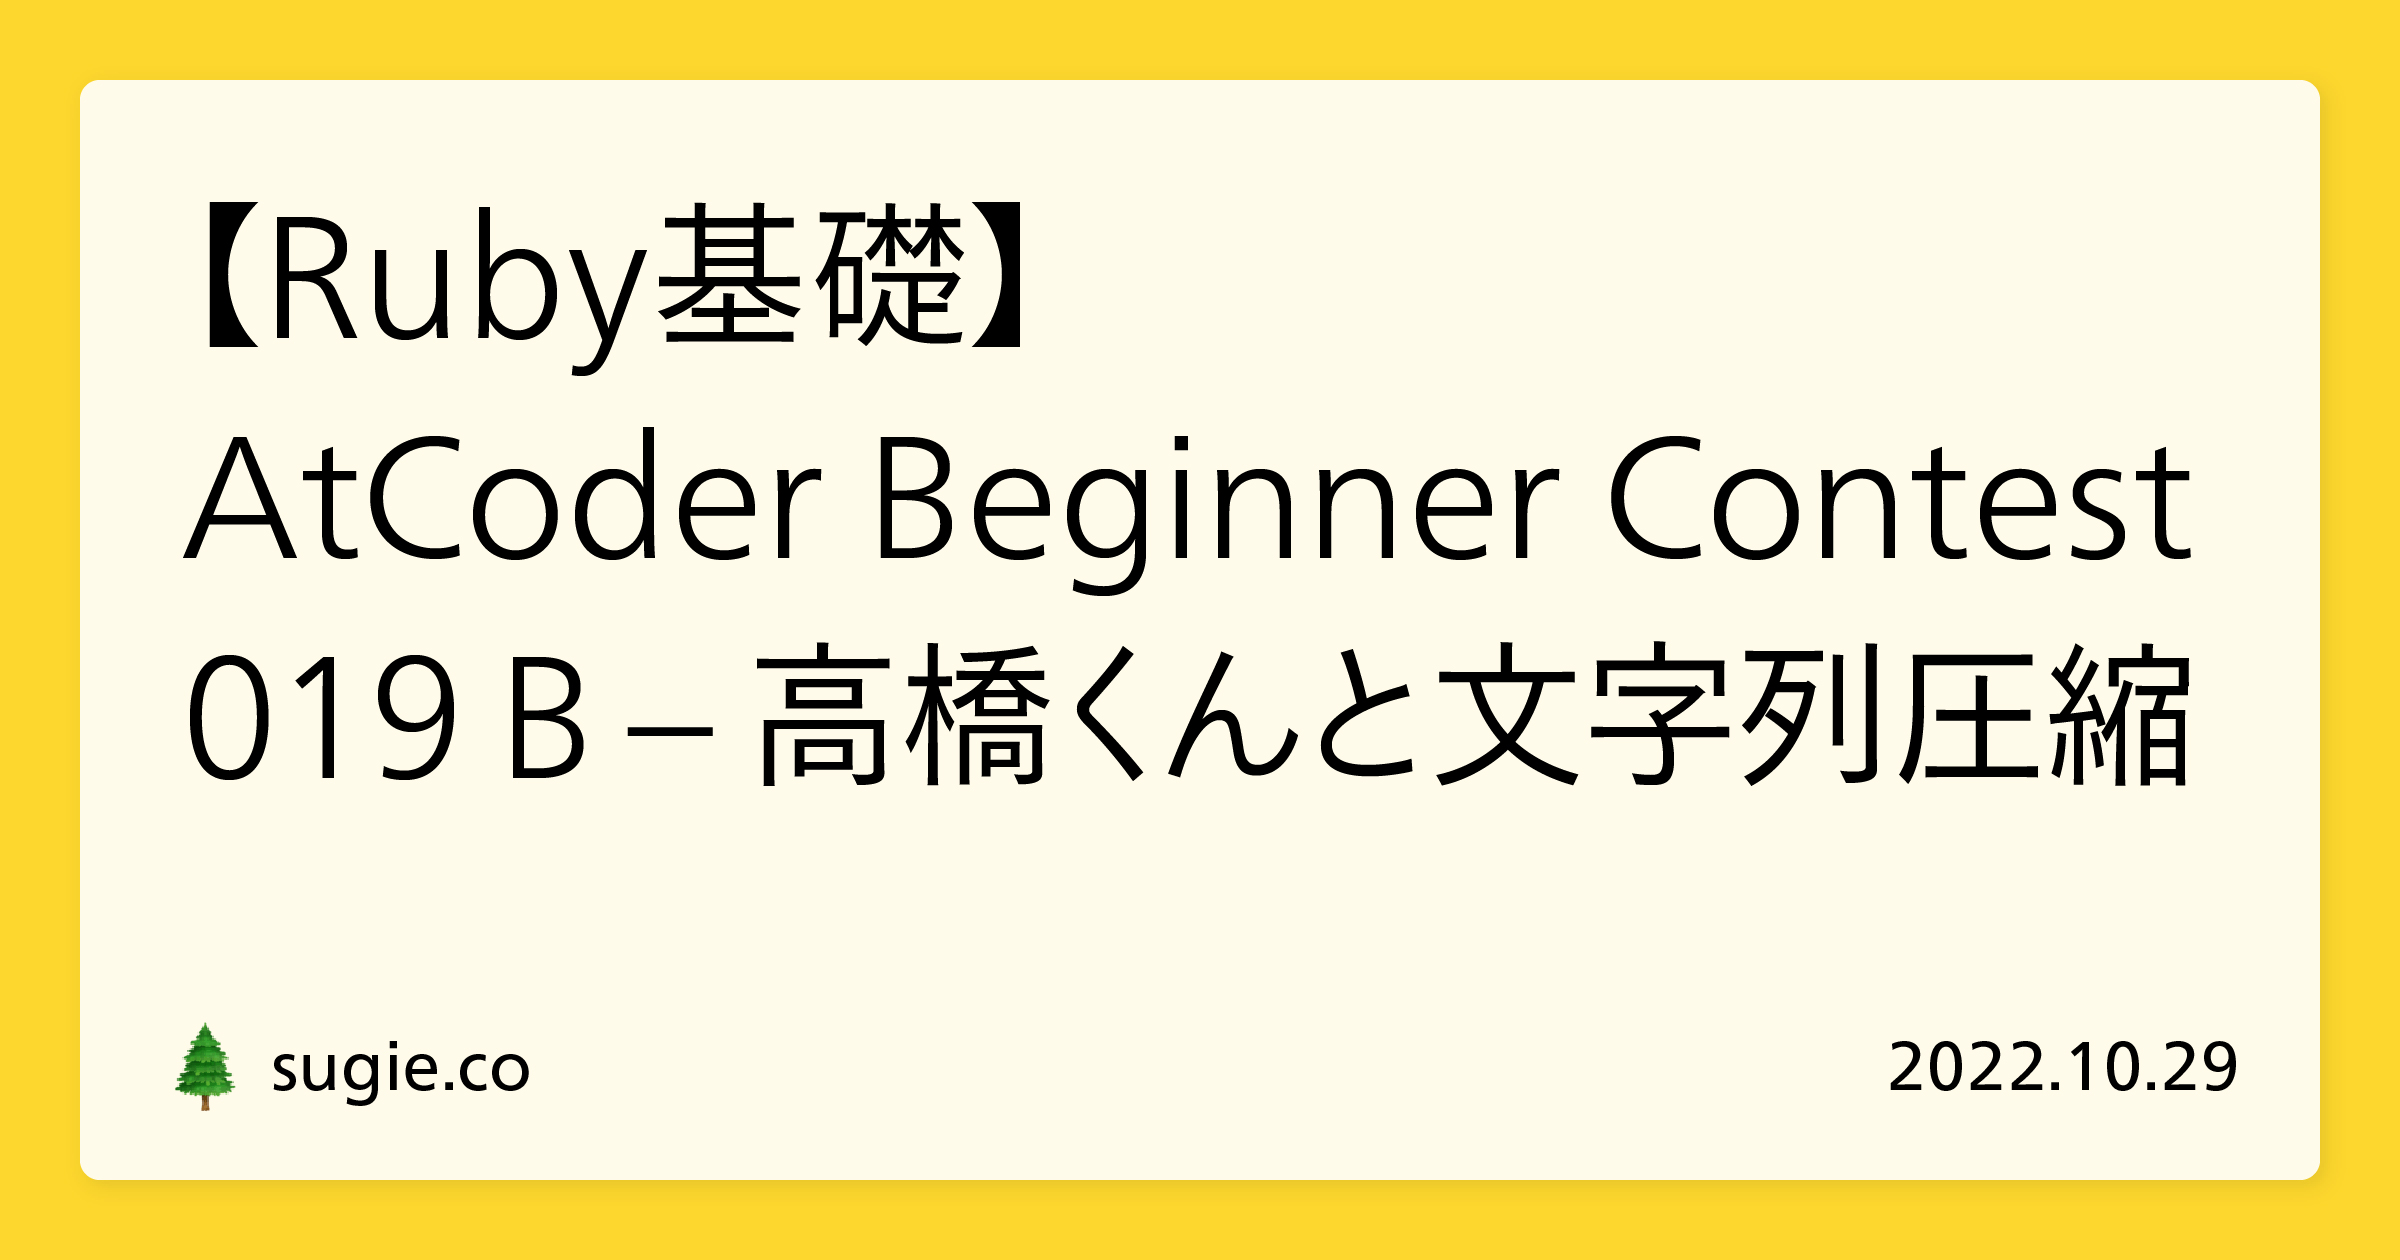 【Ruby基礎】
AtCoder Beginner Contest
019 B – 高橋くんと文字列圧縮
sugie.co
2022.10.29